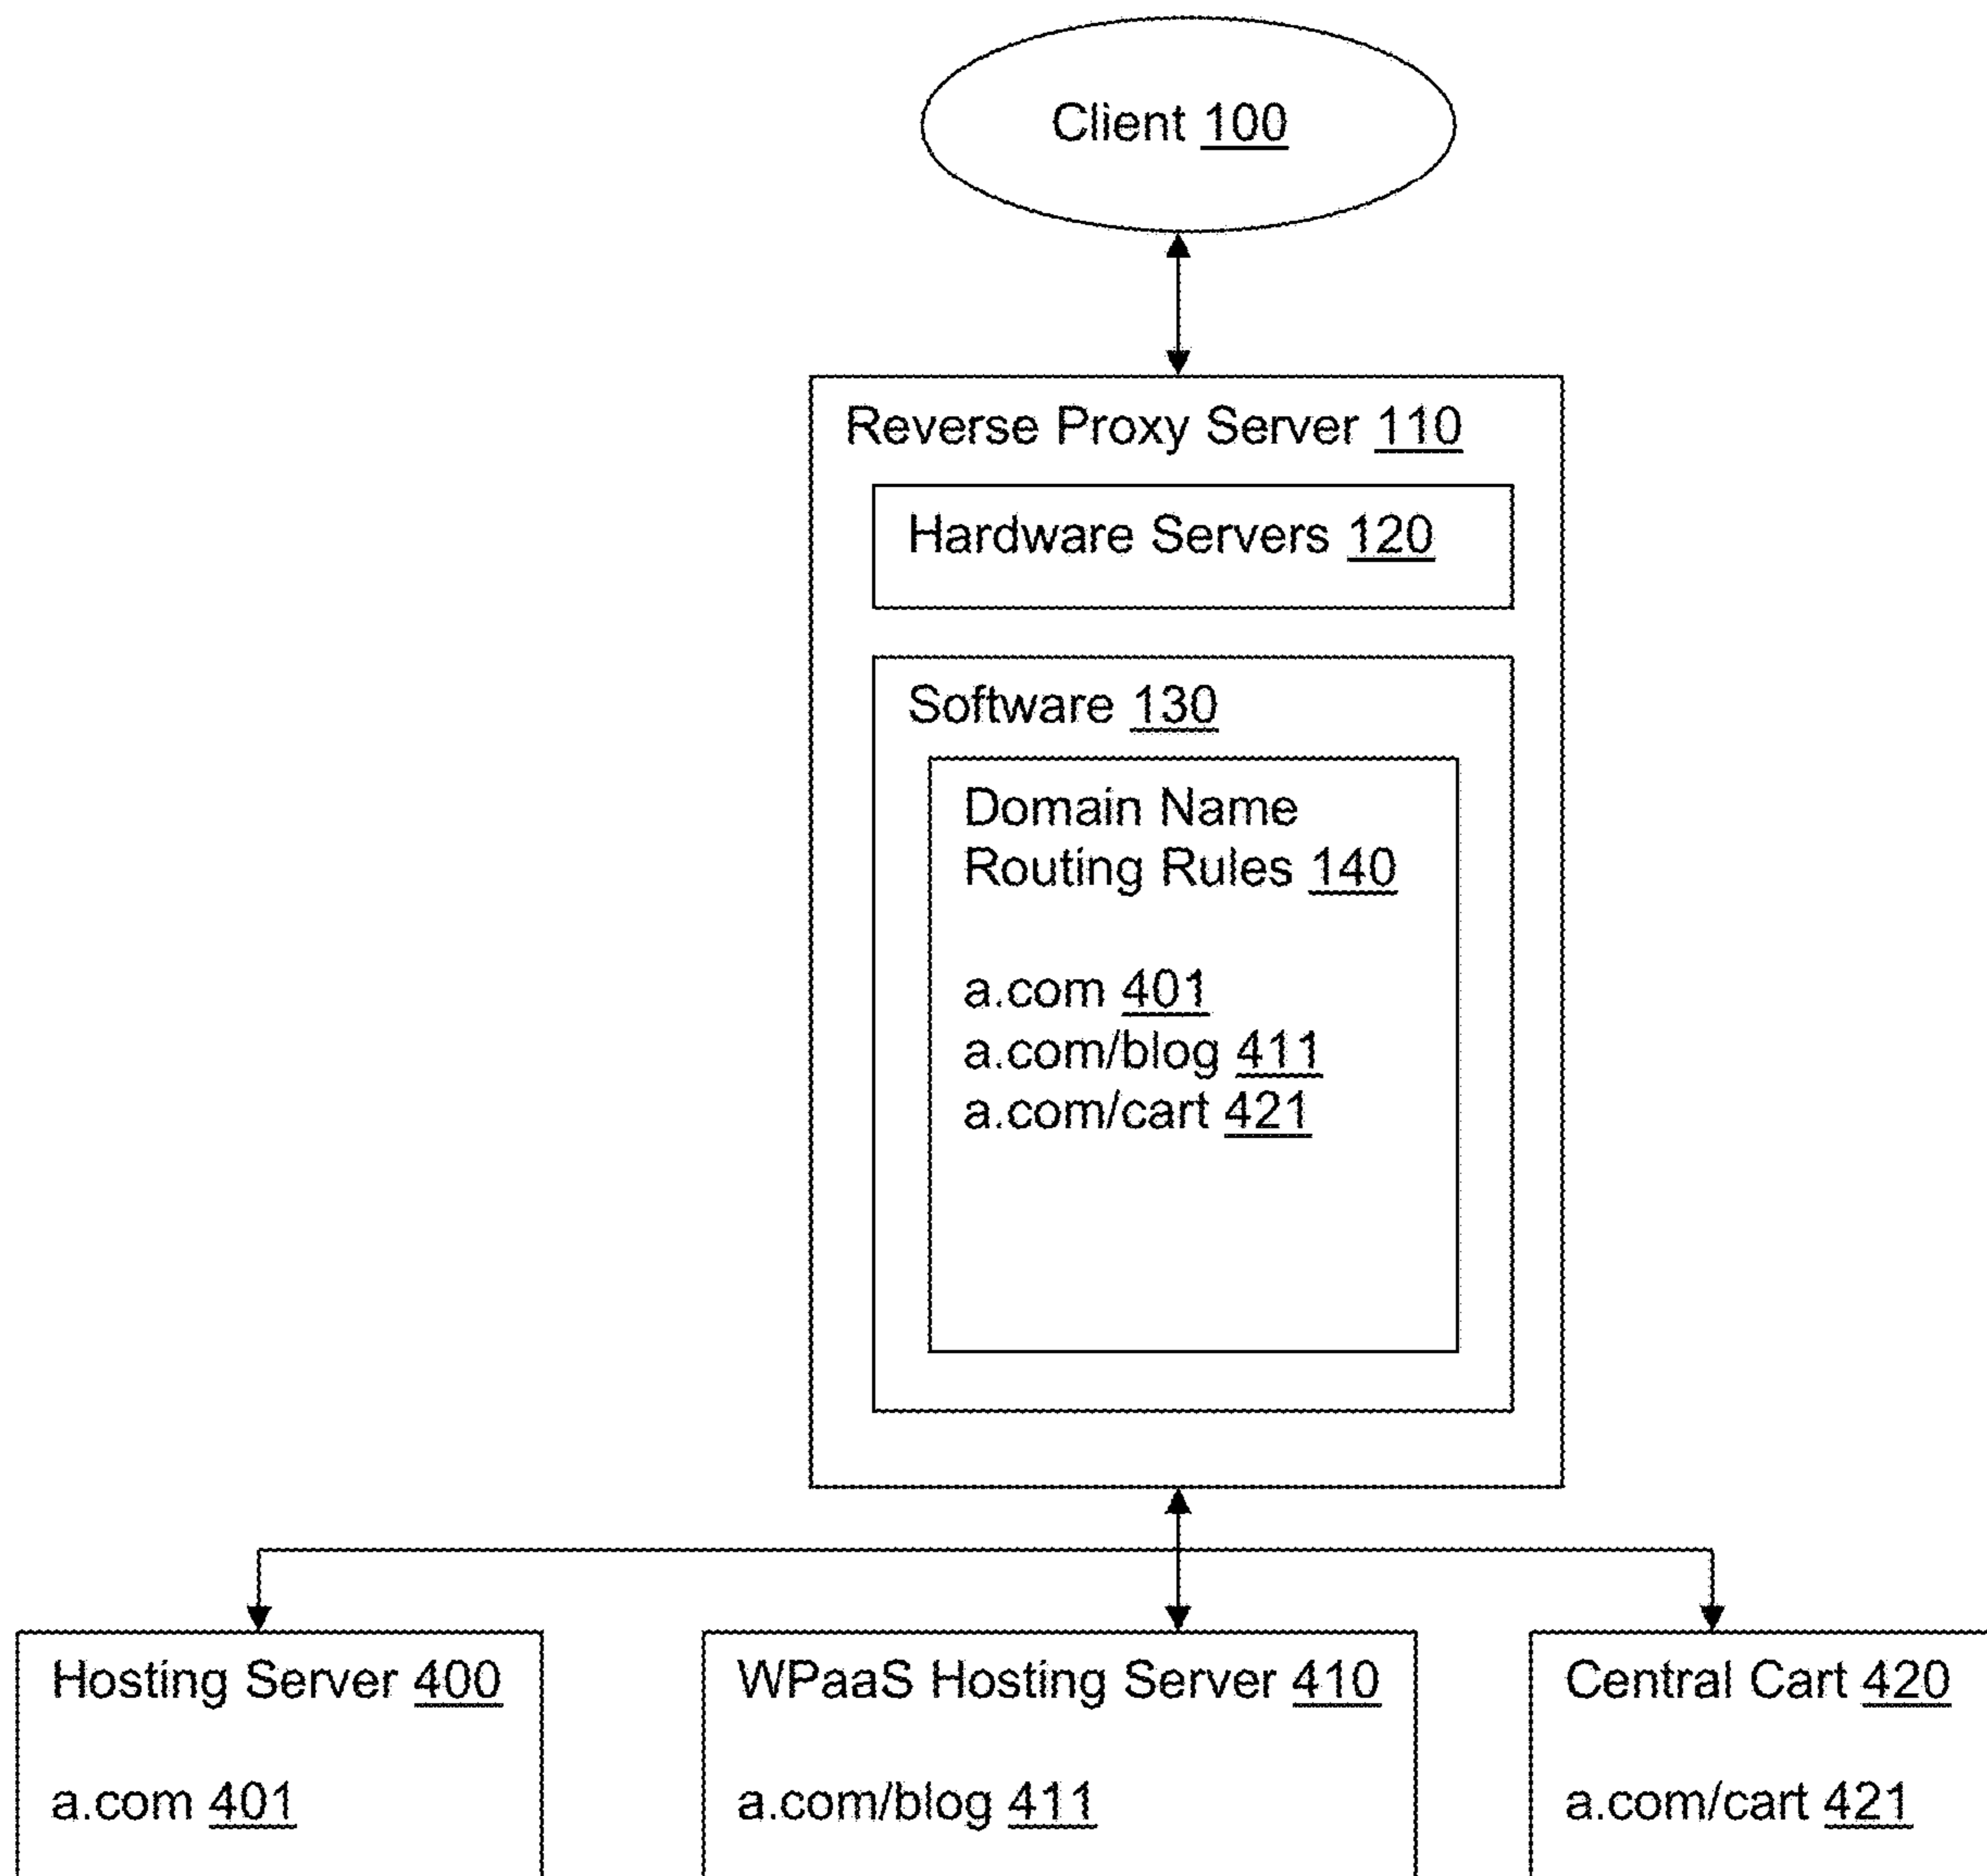 Client 100
Reverse Proxy Server 110
Hardware Servers 120
Software 130
Domain Name
Routing Rules 140
a.com 401
a.com/blog 411
a.com/cart 421
Hosting Server 400
a.com 401
WPaaS Hosting Server 410
a.com/blog 411
Central Cart 420
a.com/cart 421